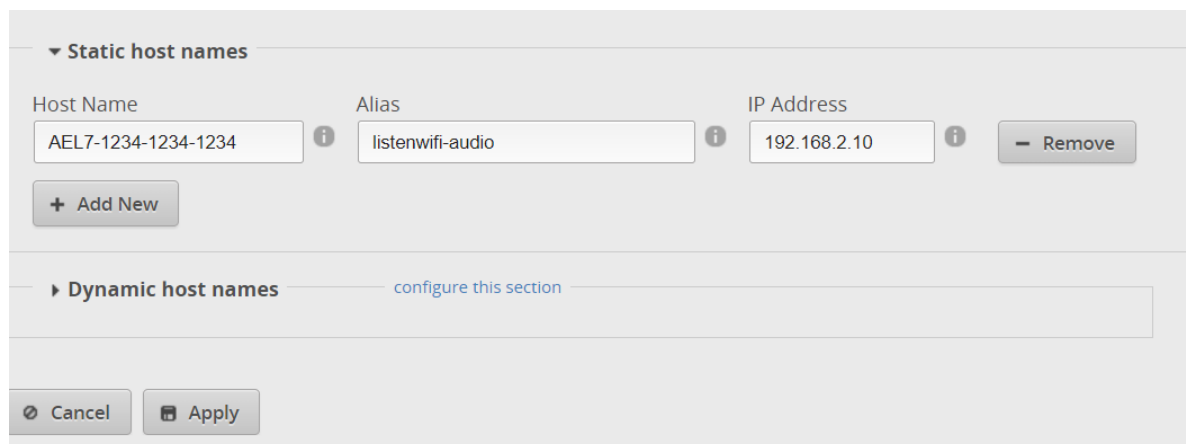 Static host names
Host Name Alias IP Address
AEL7-1234-1234-1234 listenwifi-audio 192.168.2.10 Remove
Add New
Dynamic host names configure this section
Cancel Apply